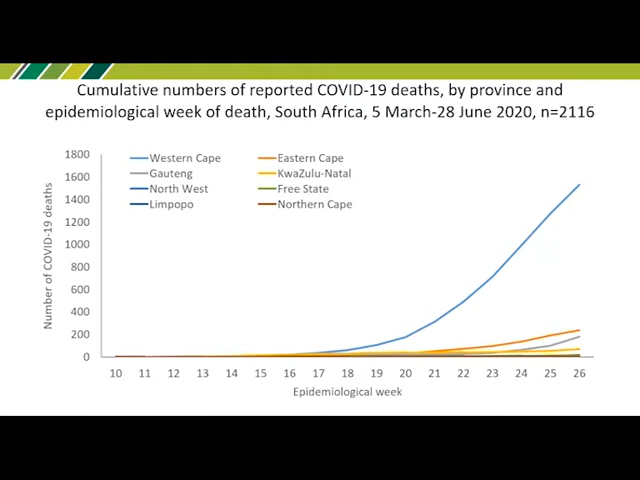 Cumulative numbers of reported COVID-19 deaths, by province and
epidemiological week of death, South Africa, 5 March-28 June 2020, n=2116
1800
1600
1400
1200
1000
800
600
400
200
0
Number of COVID-19 deaths
Western Cape
Eastern Cape
Gauteng
KwaZulu-Natal
North West
Free State
Limpopo
Northern Cape
10 11 12 13 14 15 16 17 18 19 20 21 22 23 24 25 26
Epidemiological week